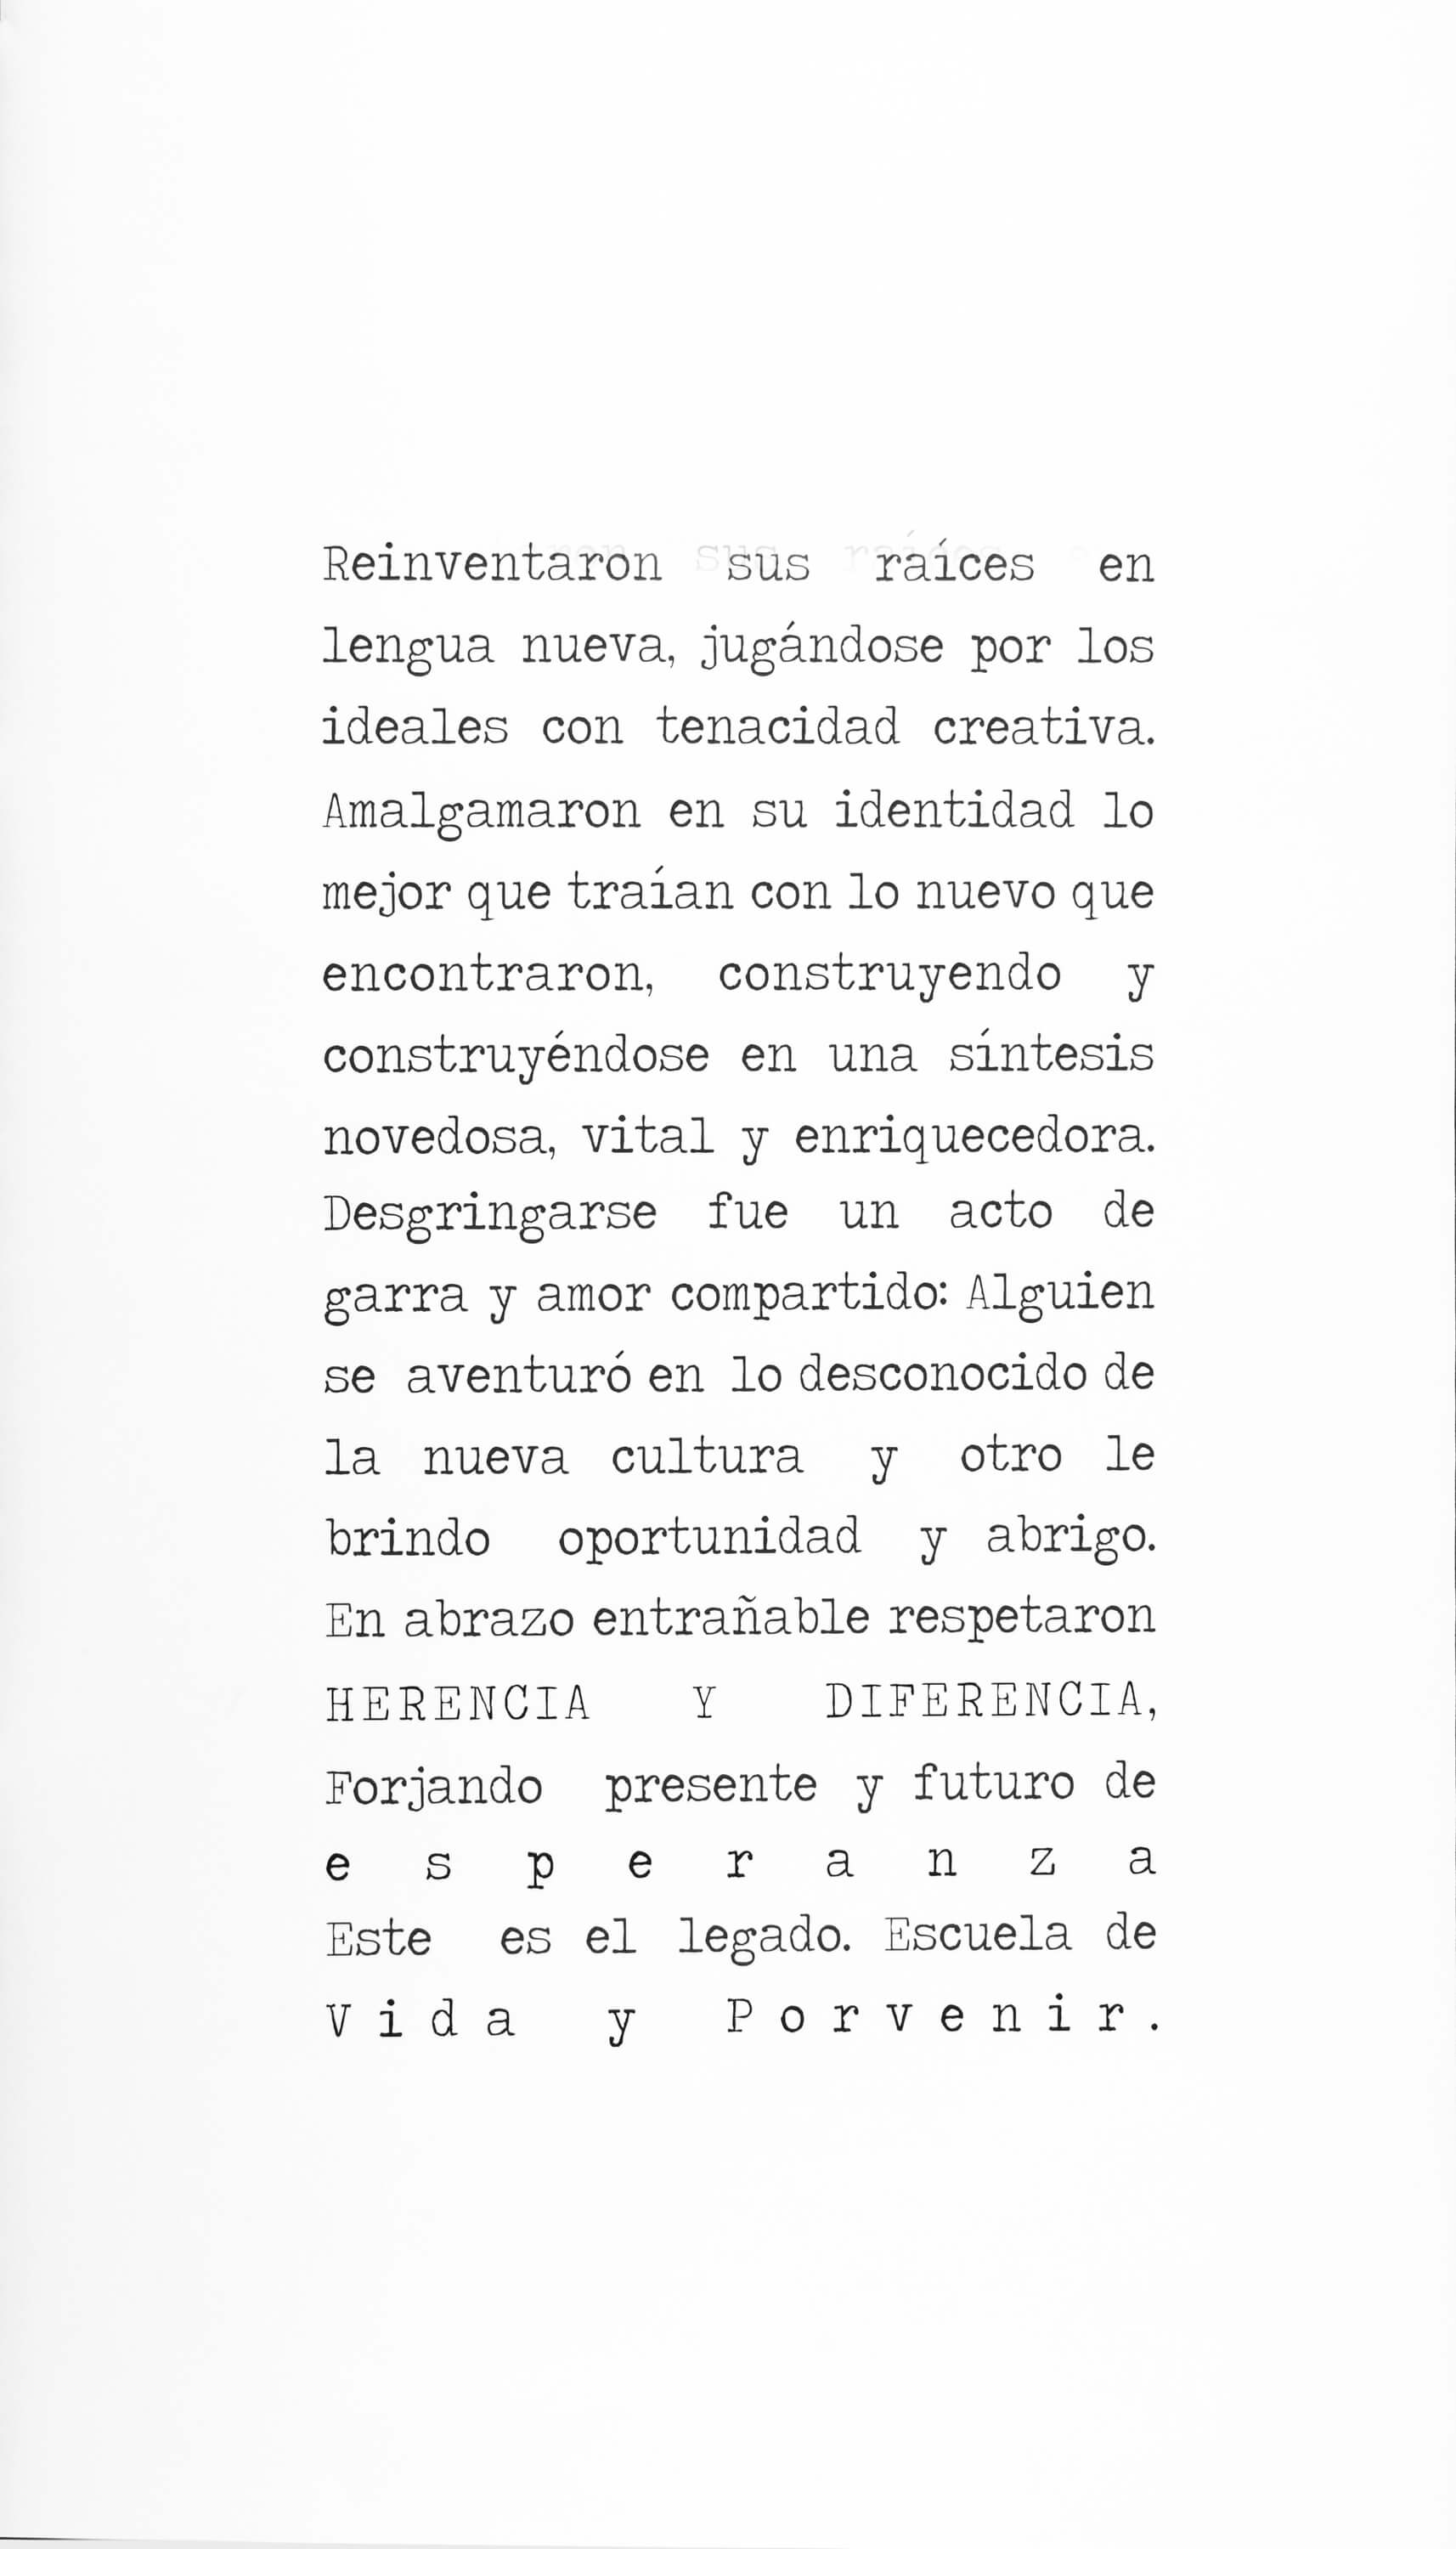 Reinventaron sus raíces en
lengua nueva, jugándose por los
ideales con tenacidad creativa.
Amalgamaron en su identidad lo
mejor que traían con lo nuevo que
encontraron, construyendo y
construyéndose en una síntesis
novedosa, vital y enriquecedora.
Desgringarse fue un acto de
garra y amor compartido: Alguien
se aventuró en lo desconocido de
la nueva cultura y otro le
brindo oportunidad y abrigo.
En abrazo entrañable respetaron
HERENCIA Y DIFERENCIA,
Forjando presente y futuro de
e s p e r a n z a
Este es el legado. Escuela de
V i d a y P o r v e n i r .